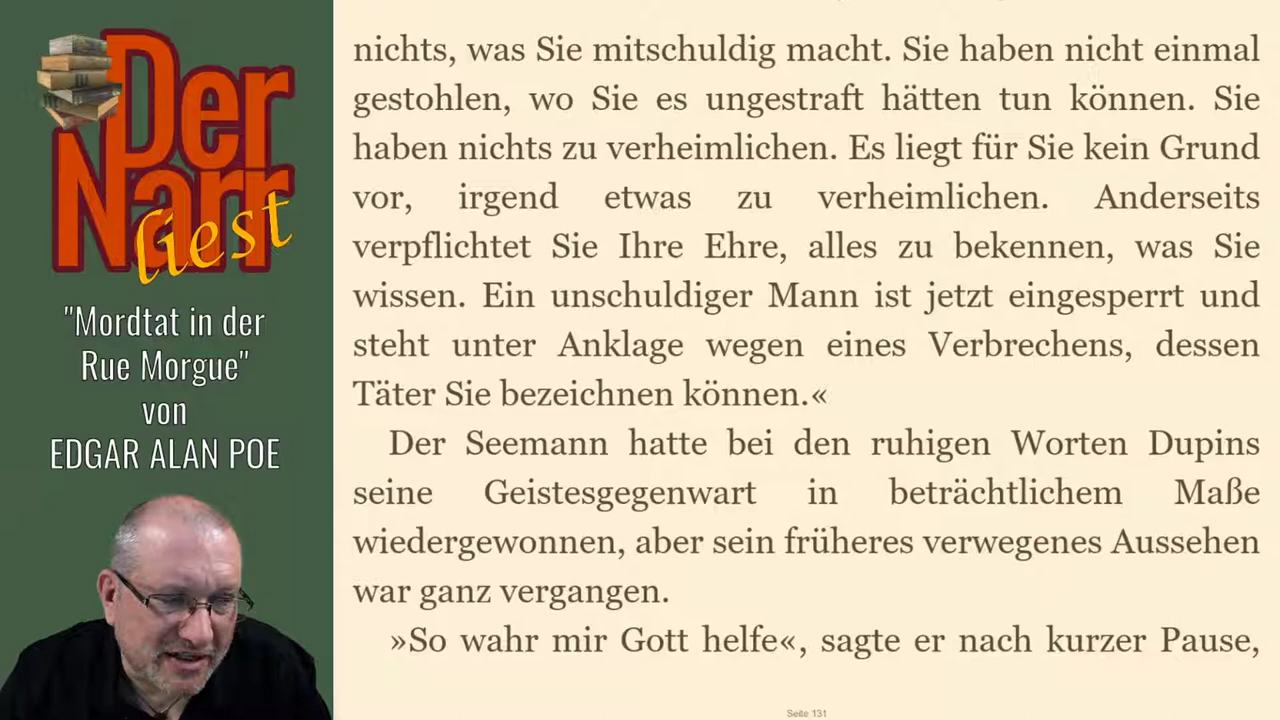 Der
Narr
liest
"Mordtat in der
Rue Morgue"
von
EDGAR ALAN POE
nichts, was Sie mitschuldig macht. Sie haben nicht einmal
gestohlen, wo Sie es ungestraft hätten tun können. Sie
haben nichts zu verheimlichen. Es liegt für Sie kein Grund
vor, irgend etwas zu verheimlichen. Anderseits
verpflichtet Sie Ihre Ehre, alles zu bekennen, was Sie
wissen. Ein unschuldiger Mann ist jetzt eingesperrt und
steht unter Anklage wegen eines Verbrechens, dessen
Täter Sie bezeichnen können.«
Der Seemann hatte bei den ruhigen Worten Dupins
seine Geistesgegenwart in beträchtlichem Maße
wiedergewonnen, aber sein früheres verwegenes Aussehen
war ganz vergangen.
»So wahr mir Gott helfe«, sagte er nach kurzer Pause,
Seite 131